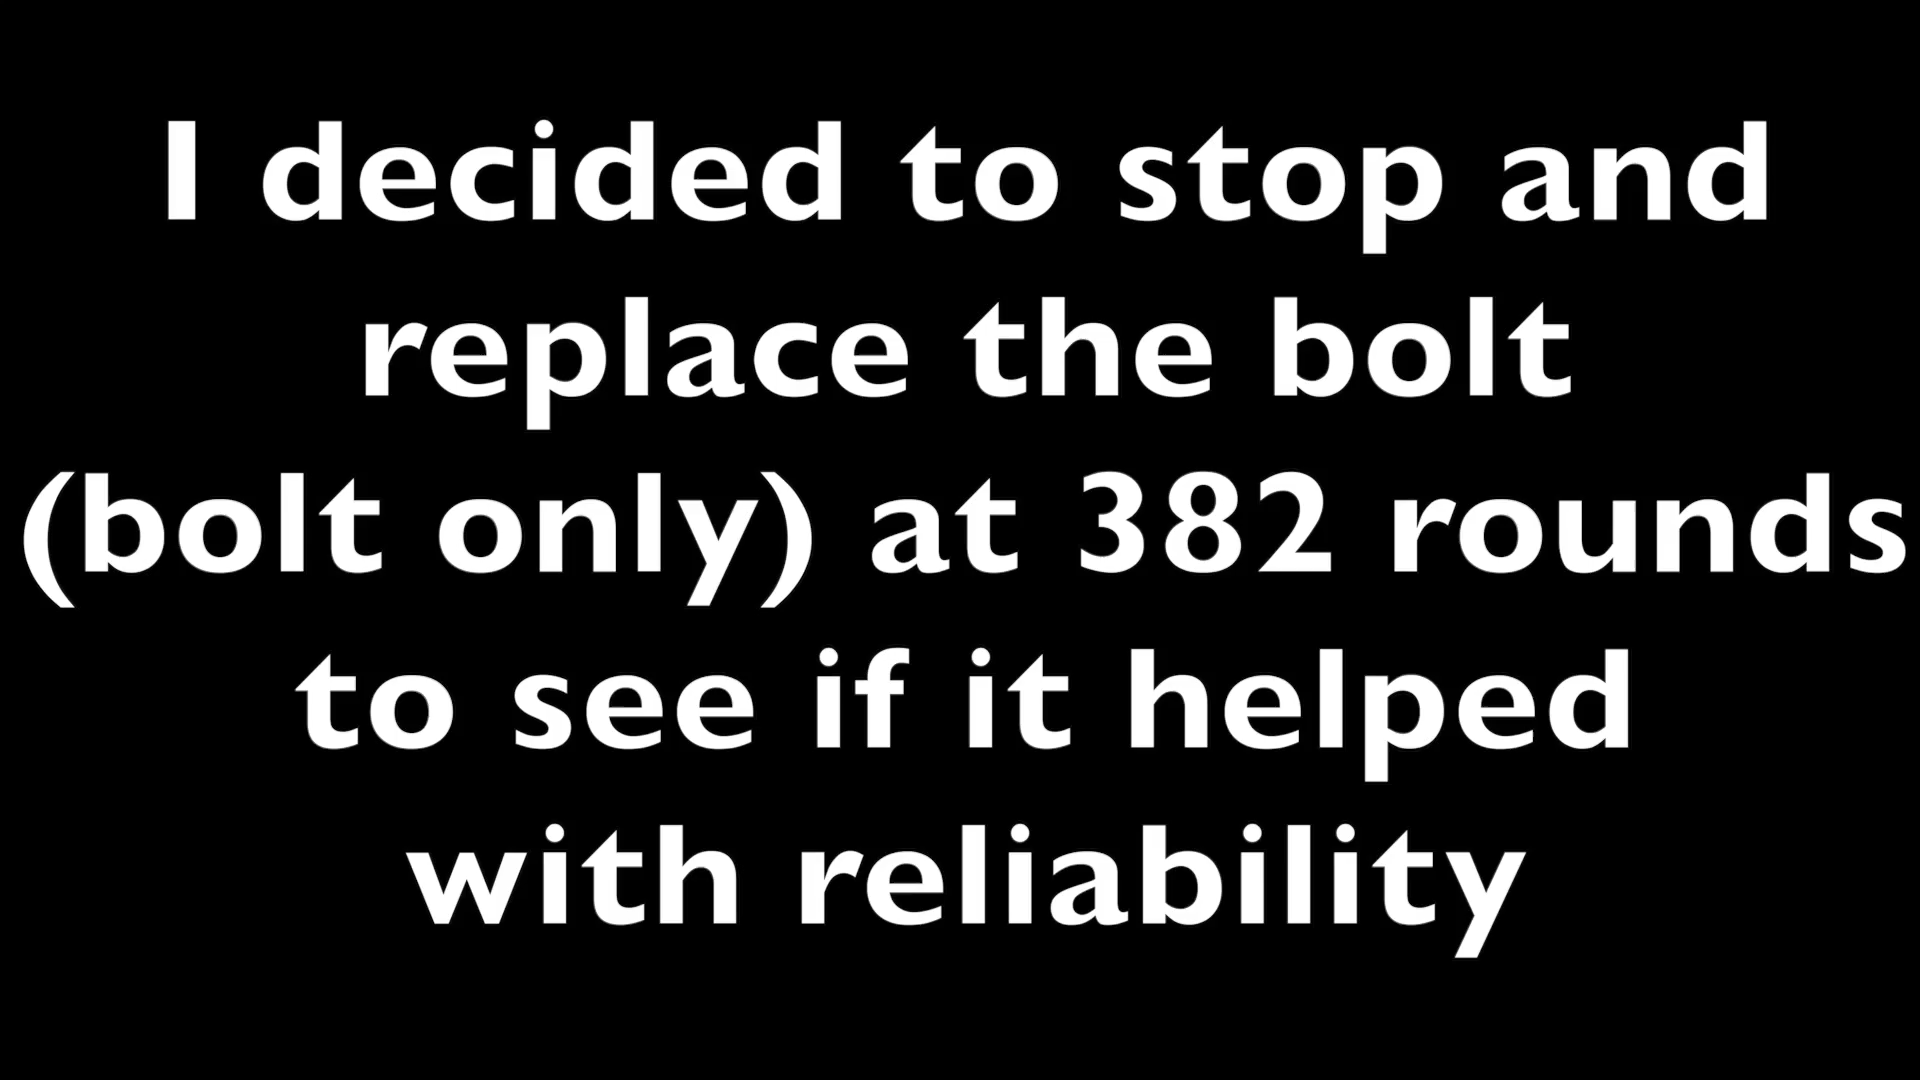 I decided to stop and
replace the bolt
(bolt only) at 382 rounds
to see if it helped
with reliability